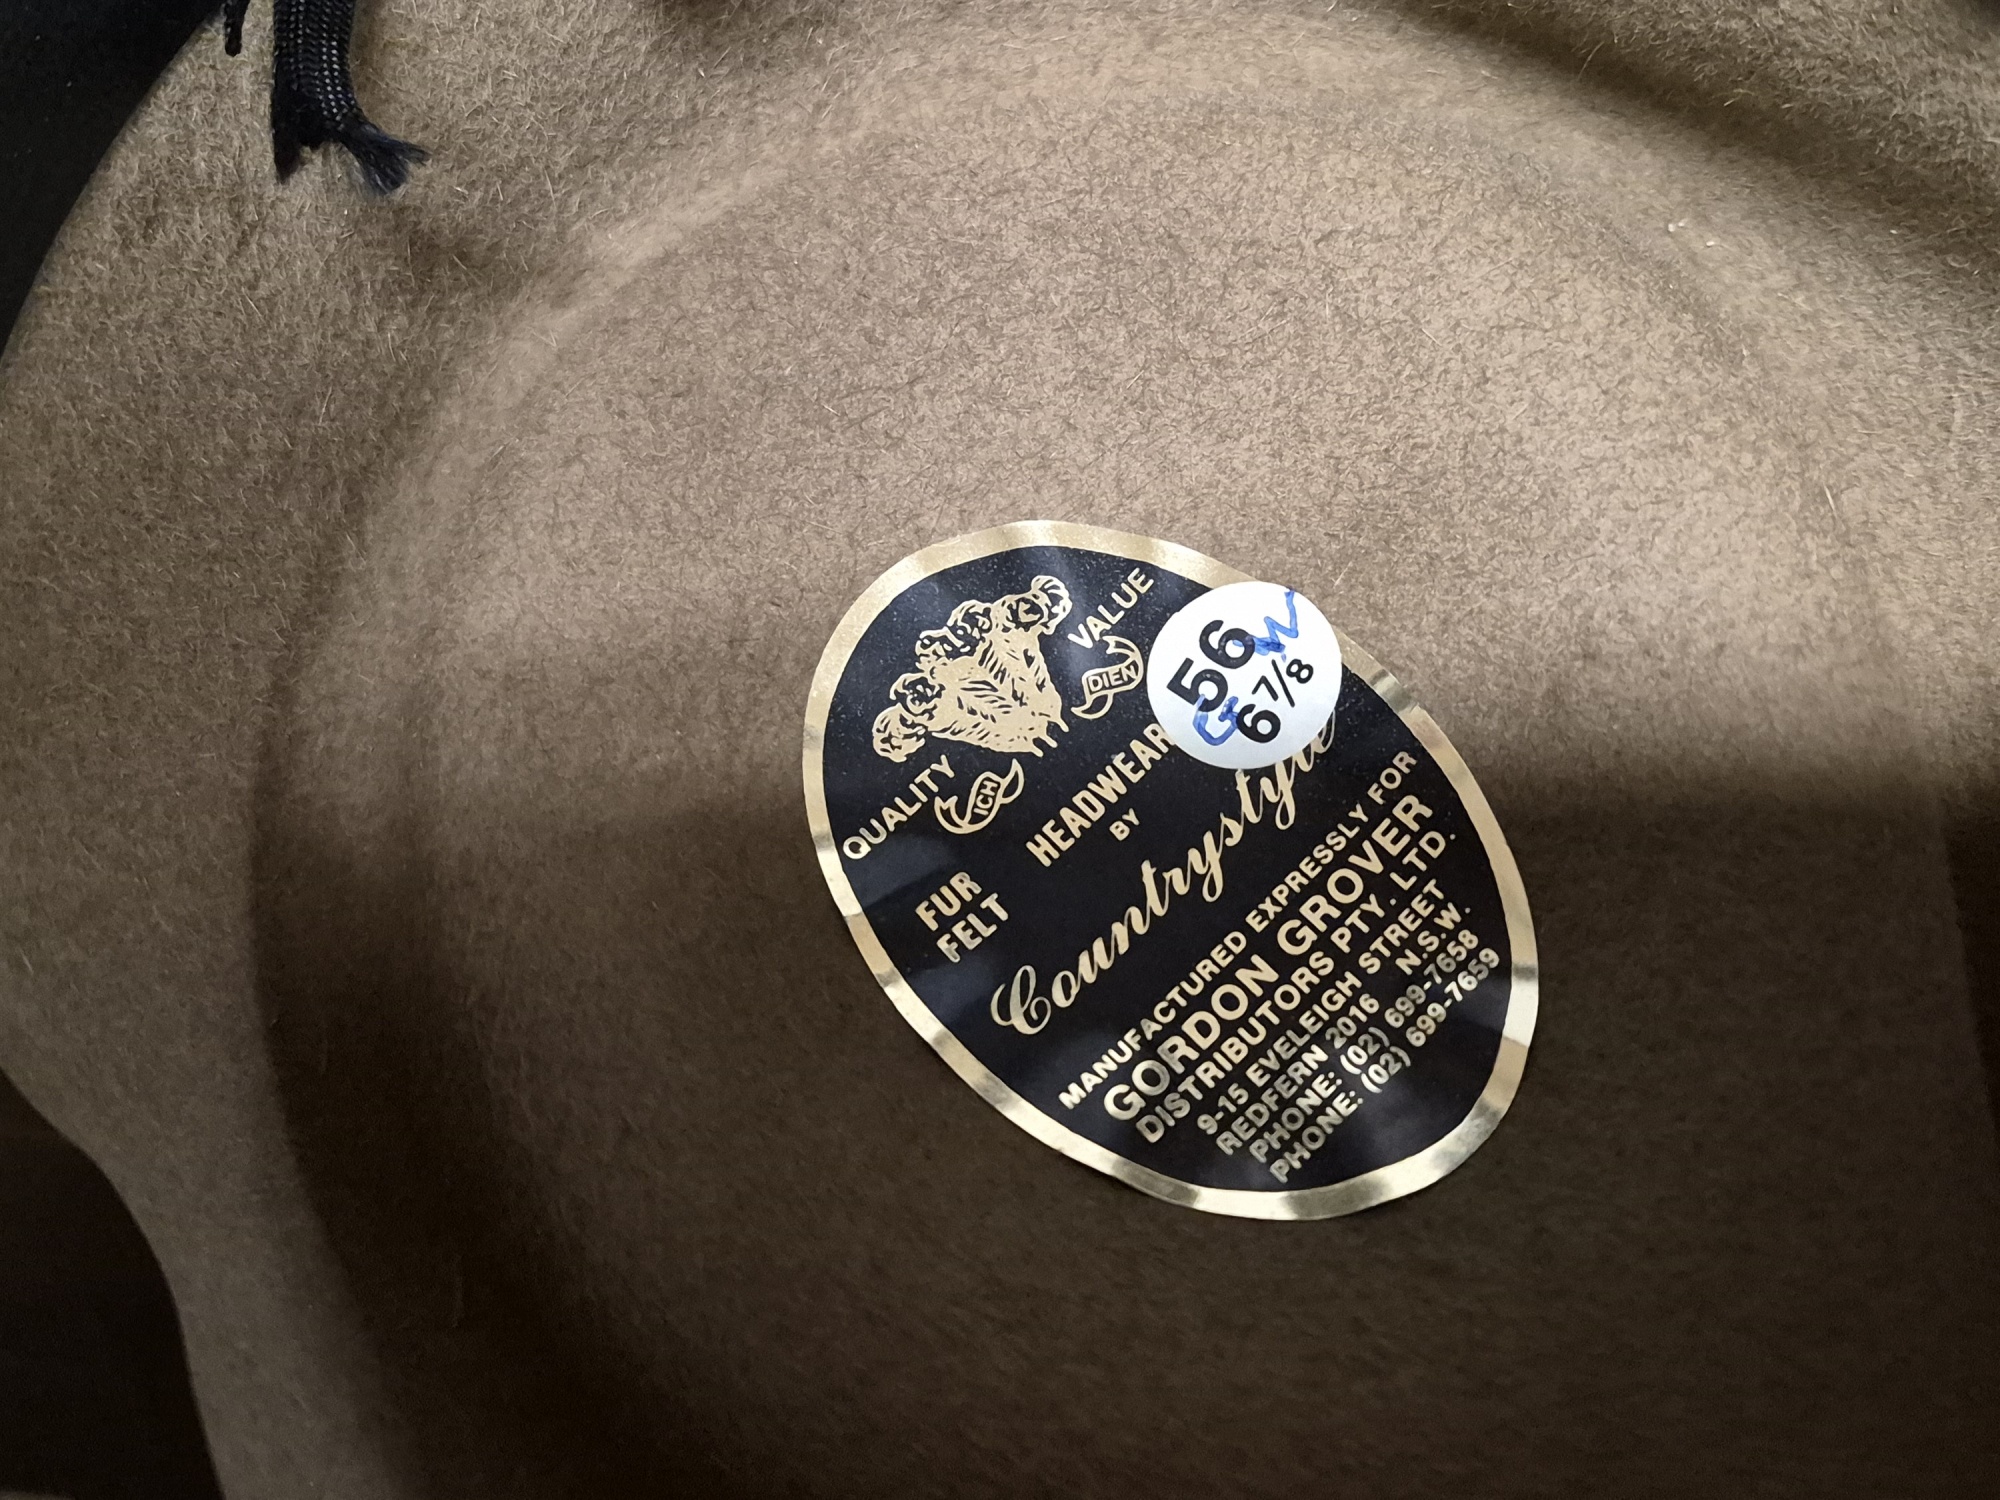 QUALITY VALUE
ICH DIEN
56
6 7/8
GW
FUR
FELT
HEADWEAR
BY
Countrystyle
MANUFACTURED EXPRESSLY FOR
GORDON GROVER
DISTRIBUTORS PTY. LTD.
9-15 EVELEIGH STREET
REDFERN 2016 N.S.W.
PHONE: (02) 699-7658
PHONE: (02) 699-7659